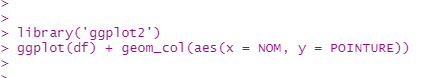 >
>
> library('ggplot2')
> ggplot(df) + geom_col(aes(x = NOM, y = POINTURE))
>
>